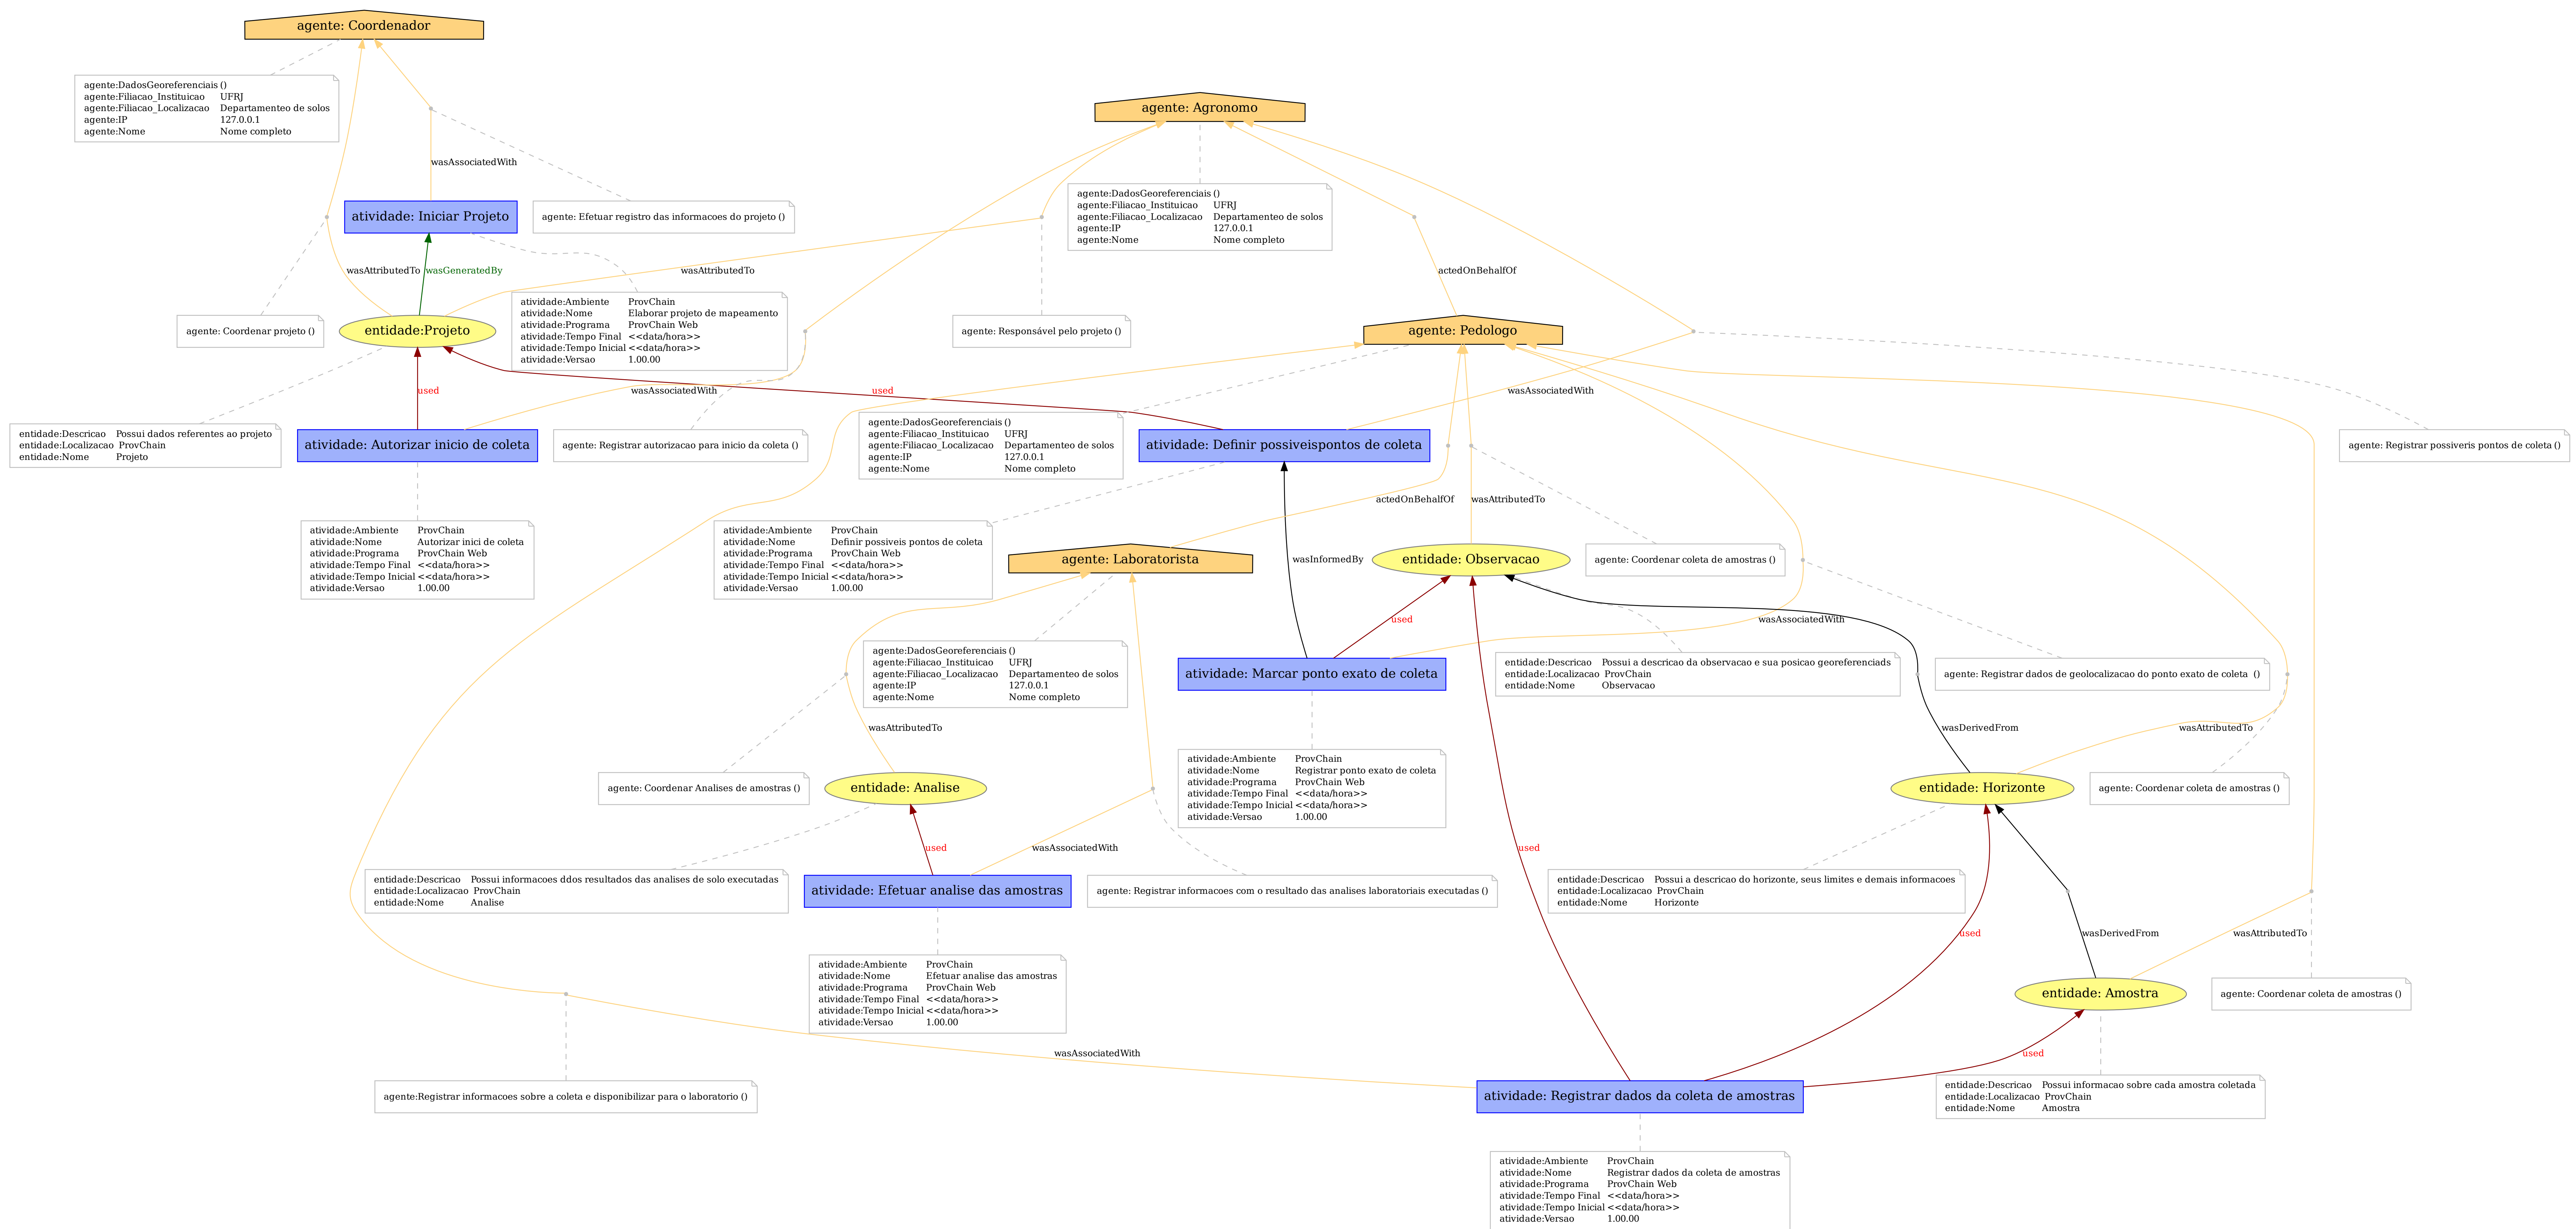 agente: Coordenador
agente:DadosGeoreferenciais ()
agente:Filiacao_Instituicao UFRJ
agente:Filiacao_Localizacao Departamenteo de solos
agente:IP 127.0.0.1
agente:Nome Nome completo
agente: Agronomo
wasAssociatedWith
agente:DadosGeoreferenciais ()
agente:Filiacao_Instituicao UFRJ
agente:Filiacao_Localizacao Departamenteo de solos
agente:IP 127.0.0.1
agente:Nome Nome completo
atividade: Iniciar Projeto
agente: Efetuar registro das informacoes do projeto ()
wasAttributedTo
wasGeneratedBy
wasAttributedTo
actedOnBehalfOf
agente: Coordenar projeto ()
entidade:Projeto
atividade:Ambiente ProvChain
atividade:Nome Elaborar projeto de mapeamento
atividade:Programa ProvChain Web
atividade:Tempo Final <<data/hora>>
atividade:Tempo Inicial <<data/hora>>
atividade:Versao 1.00.00
agente: Responsável pelo projeto ()
agente: Pedologo
used
wasAssociatedWith
used
wasAssociatedWith
entidade:Descricao Possui dados referentes ao projeto
entidade:Localizacao ProvChain
entidade:Nome Projeto
atividade: Autorizar inicio de coleta
agente: Registrar autorizacao para inicio da coleta ()
agente:DadosGeoreferenciais ()
agente:Filiacao_Instituicao UFRJ
agente:Filiacao_Localizacao Departamenteo de solos
agente:IP 127.0.0.1
agente:Nome Nome completo
atividade: Definir possiveispontos de coleta
agente: Registrar possiveris pontos de coleta ()
actedOnBehalfOf
wasAttributedTo
atividade:Ambiente ProvChain
atividade:Nome Autorizar inici de coleta
atividade:Programa ProvChain Web
atividade:Tempo Final <<data/hora>>
atividade:Tempo Inicial <<data/hora>>
atividade:Versao 1.00.00
atividade:Ambiente ProvChain
atividade:Nome Definir possiveis pontos de coleta
atividade:Programa ProvChain Web
atividade:Tempo Final <<data/hora>>
atividade:Tempo Inicial <<data/hora>>
atividade:Versao 1.00.00
agente: Laboratorista
wasInformedBy
entidade: Observacao
agente: Coordenar coleta de amostras ()
used
wasAssociatedWith
agente:DadosGeoreferenciais ()
agente:Filiacao_Instituicao UFRJ
agente:Filiacao_Localizacao Departamenteo de solos
agente:IP 127.0.0.1
agente:Nome Nome completo
atividade: Marcar ponto exato de coleta
entidade:Descricao Possui a descricao da observacao e sua posicao georeferenciads
entidade:Localizacao ProvChain
entidade:Nome Observacao
agente: Registrar dados de geolocalizacao do ponto exato de coleta ()
wasAttributedTo
wasDerivedFrom
wasAttributedTo
agente: Coordenar Analises de amostras ()
entidade: Analise
atividade:Ambiente ProvChain
atividade:Nome Registrar ponto exato de coleta
atividade:Programa ProvChain Web
atividade:Tempo Final <<data/hora>>
atividade:Tempo Inicial <<data/hora>>
atividade:Versao 1.00.00
entidade: Horizonte
agente: Coordenar coleta de amostras ()
used
wasAssociatedWith
used
entidade:Descricao Possui informacoes ddos resultados das analises de solo executadas
entidade:Localizacao ProvChain
entidade:Nome Analise
atividade: Efetuar analise das amostras
agente: Registrar informacoes com o resultado das analises laboratoriais executadas ()
entidade:Descricao Possui a descricao do horizonte, seus limites e demais informacoes
entidade:Localizacao ProvChain
entidade:Nome Horizonte
used
wasDerivedFrom
wasAttributedTo
atividade:Ambiente ProvChain
atividade:Nome Efetuar analise das amostras
atividade:Programa ProvChain Web
atividade:Tempo Final <<data/hora>>
atividade:Tempo Inicial <<data/hora>>
atividade:Versao 1.00.00
entidade: Amostra
agente: Coordenar coleta de amostras ()
wasAssociatedWith
used
agente:Registrar informacoes sobre a coleta e disponibilizar para o laboratorio ()
atividade: Registrar dados da coleta de amostras
entidade:Descricao Possui informacao sobre cada amostra coletada
entidade:Localizacao ProvChain
entidade:Nome Amostra
atividade:Ambiente ProvChain
atividade:Nome Registrar dados da coleta de amostras
atividade:Programa ProvChain Web
atividade:Tempo Final <<data/hora>>
atividade:Tempo Inicial <<data/hora>>
atividade:Versao 1.00.00